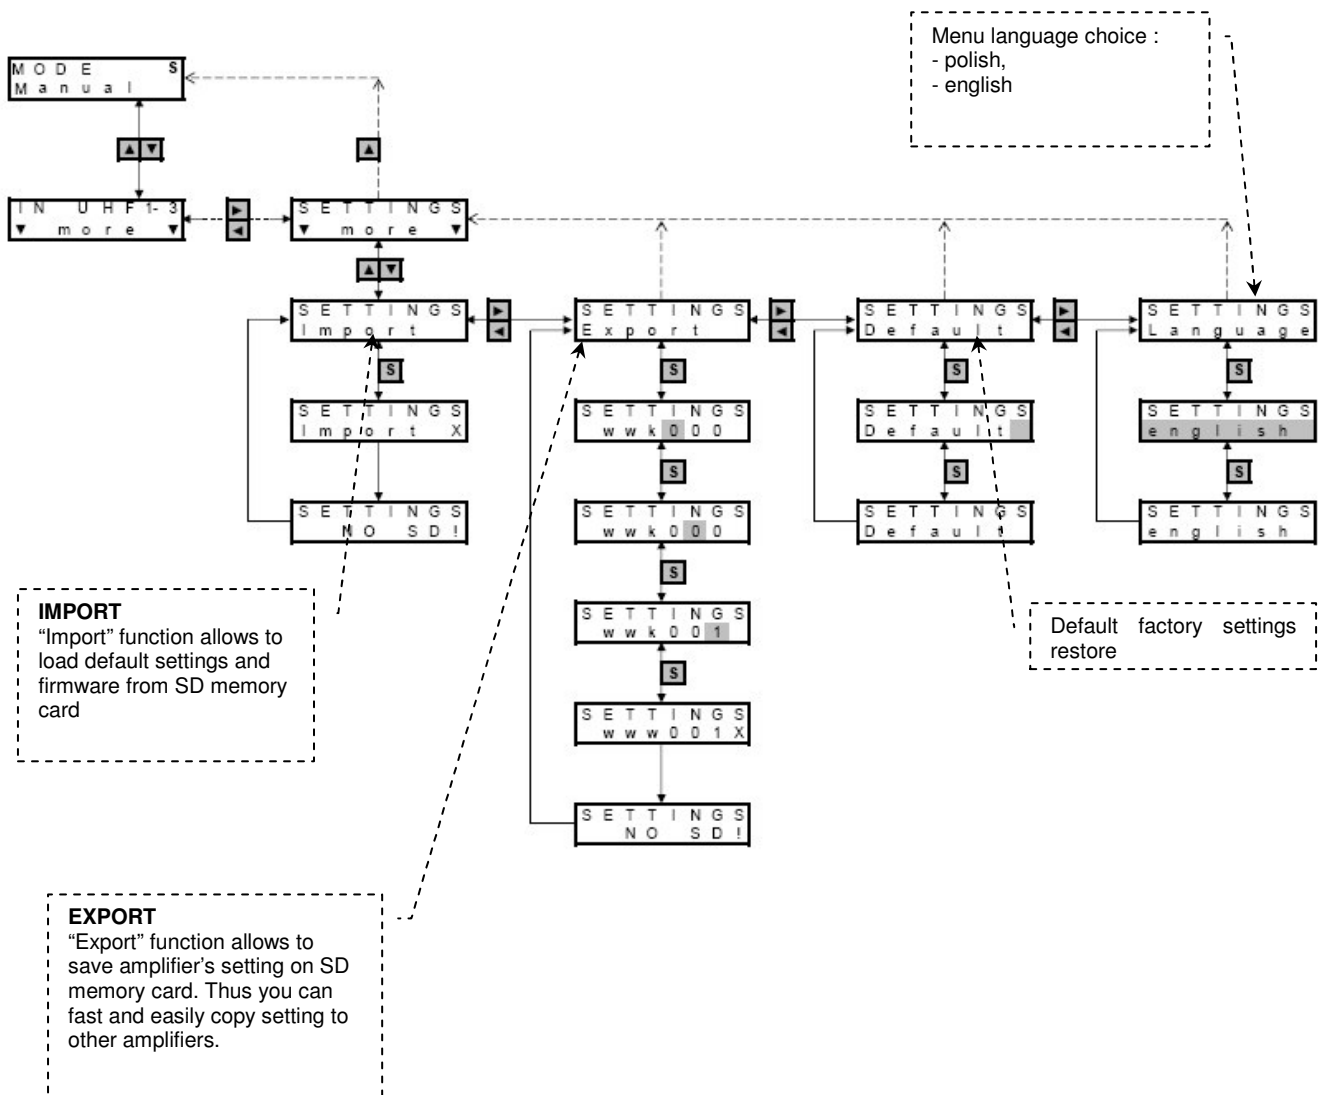 Menu language choice :
- polish,
- english
MODE S
Manual
▲ ▼
▲
IN UHF1-3
▼ more ▼
►
◄
SETTINGS
▼ more ▼
▲ ▼
SETTINGS
Import
►
◄
SETTINGS
Export
►
◄
SETTINGS
Default
►
◄
SETTINGS
Language
S
S
S
S
SETTINGS
Import X
SETTINGS
wwk000
SETTINGS
Default
SETTINGS
english
S
S
S
SETTINGS
NO SD!
SETTINGS
wwk000
SETTINGS
Default
SETTINGS
english
S
SETTINGS
wwk001
S
SETTINGS
www001X
SETTINGS
NO SD!
IMPORT
“Import” function allows to
load default settings and
firmware from SD memory
card
Default factory settings
restore
EXPORT
“Export” function allows to
save amplifier’s setting on SD
memory card. Thus you can
fast and easily copy setting to
other amplifiers.